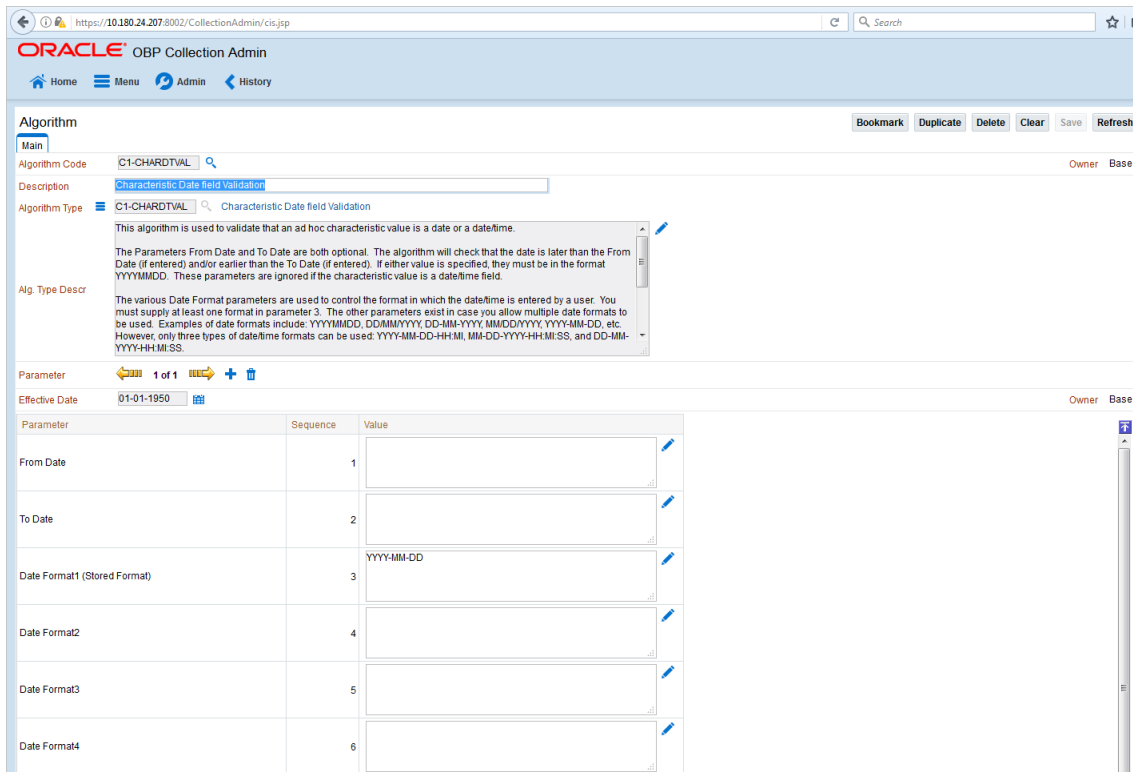 https://10.180.24.207:8002/CollectionAdmin/cis.jsp
Search
ORACLE® OBP Collection Admin
Home Menu Admin History
Algorithm
Bookmark Duplicate Delete Clear Save Refresh
Main
Algorithm Code C1-CHARDTVAL Owner Base
Description Characteristic Date field Validation
Algorithm Type C1-CHARDTVAL Characteristic Date field Validation
This algorithm is used to validate that an ad hoc characteristic value is a date or a date/time.
The Parameters From Date and To Date are both optional. The algorithm will check that the date is later than the From
Date (if entered) and/or earlier than the To Date (if entered). If either value is specified, they must be in the format
YYYYMMDD. These parameters are ignored if the characteristic value is a date/time field.
Alg. Type Descr
The various Date Format parameters are used to control the format in which the date/time is entered by a user. You
must supply at least one format in parameter 3. The other parameters exist in case you allow multiple date formats to
be used. Examples of date formats include: YYYYMMDD, DD/MM/YYYY, DD-MM-YYYY, MM/DD/YYYY, YYYY-MM-DD, etc.
However, only three types of date/time formats can be used: YYYY-MM-DD-HH:MI, MM-DD-YYYY-HH:MI:SS, and DD-MM-
YYYY-HH:MI:SS.
Parameter 1 of 1
Effective Date 01-01-1950 Owner Base
Parameter Sequence Value
From Date 1
To Date 2
Date Format1 (Stored Format) 3 YYYY-MM-DD
Date Format2 4
Date Format3 5
Date Format4 6